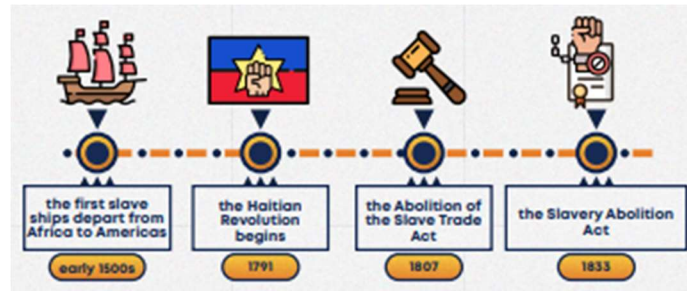 the first slave
ships depart from
Africa to Americas
early 1500s
the Haitian
Revolution
begins
1791
the Abolition of
the Slave Trade
Act
1807
the Slavery Abolition
Act
1833